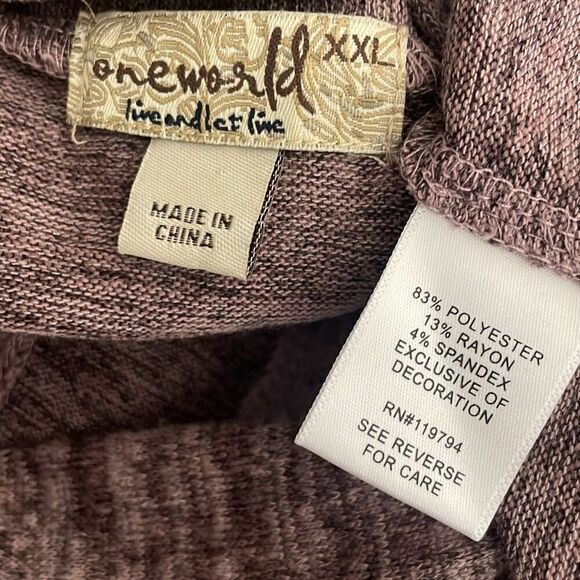 oneworld XXL
live and let live
MADE IN
CHINA
83% POLYESTER
13% RAYON
4% SPANDEX
EXCLUSIVE OF
DECORATION
RN#119794
SEE REVERSE
FOR CARE